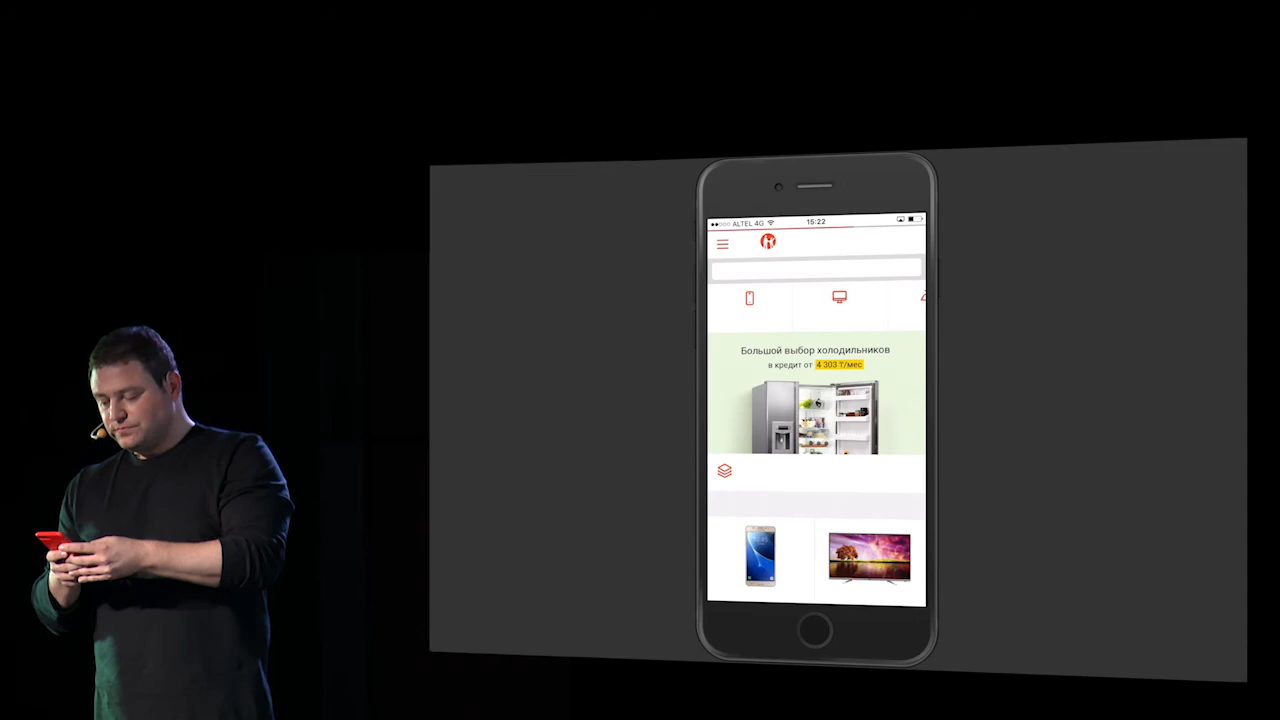 ALTEL 4G 15:22
Большой выбор холодильников
в кредит от 4 303 Т/мес